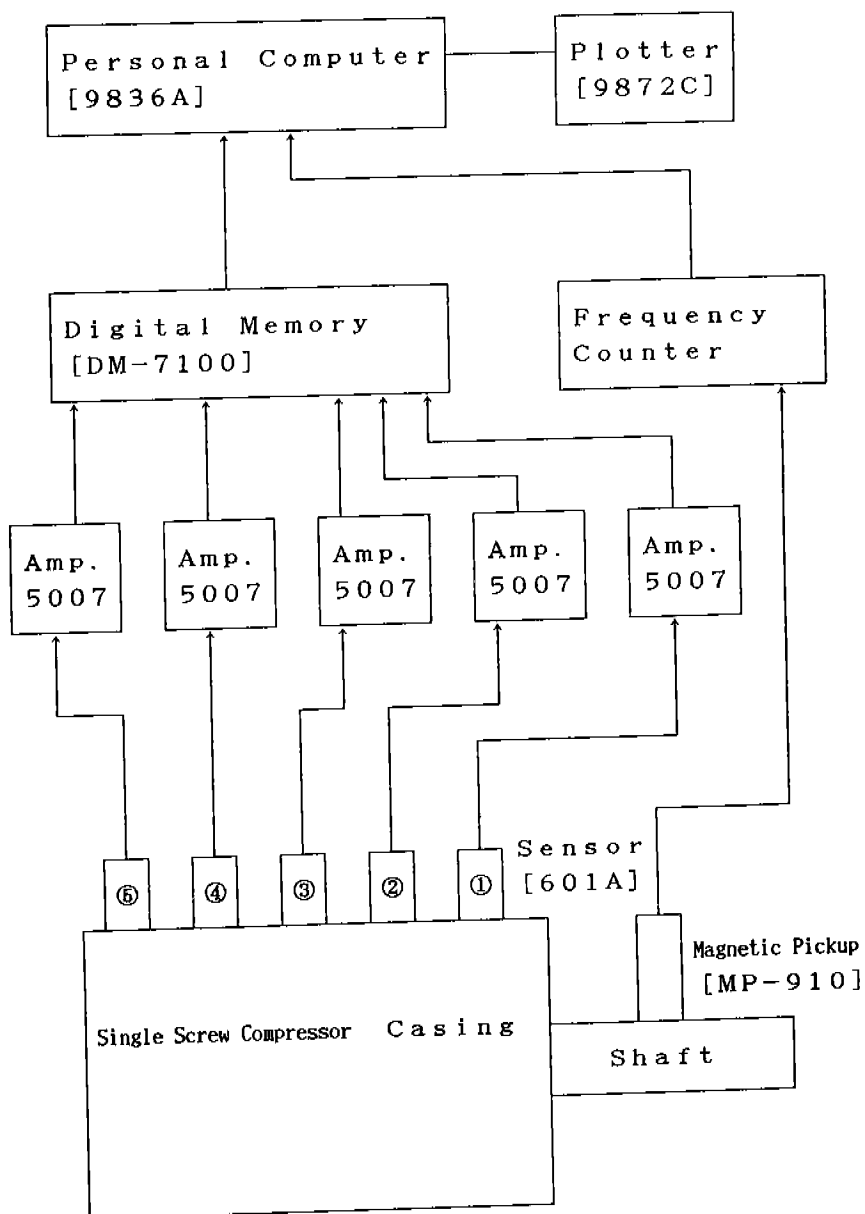 Personal Computer
[9836A]
Plotter
[9872C]
Digital Memory
[DM-7100]
Frequency
Counter
Amp.
5007
Amp.
5007
Amp.
5007
Amp.
5007
Amp.
5007
Sensor
[601A]
⑤
④
③
②
①
Magnetic Pickup
[MP-910]
Single Screw Compressor Casing
Shaft